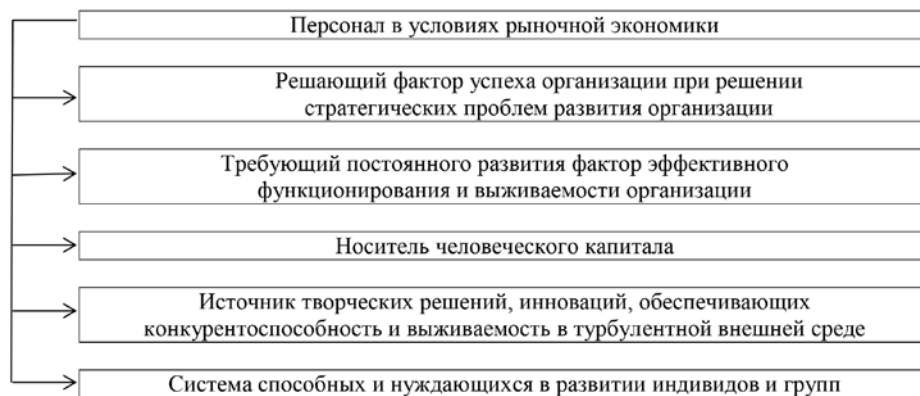 Персонал в условиях рыночной экономики
Решающий фактор успеха организации при решении
стратегических проблем развития организации
Требующий постоянного развития фактор эффективного
функционирования и выживаемости организации
Носитель человеческого капитала
Источник творческих решений, инноваций, обеспечивающих
конкурентоспособность и выживаемость в турбулентной внешней среде
Система способных и нуждающихся в развитии индивидов и групп